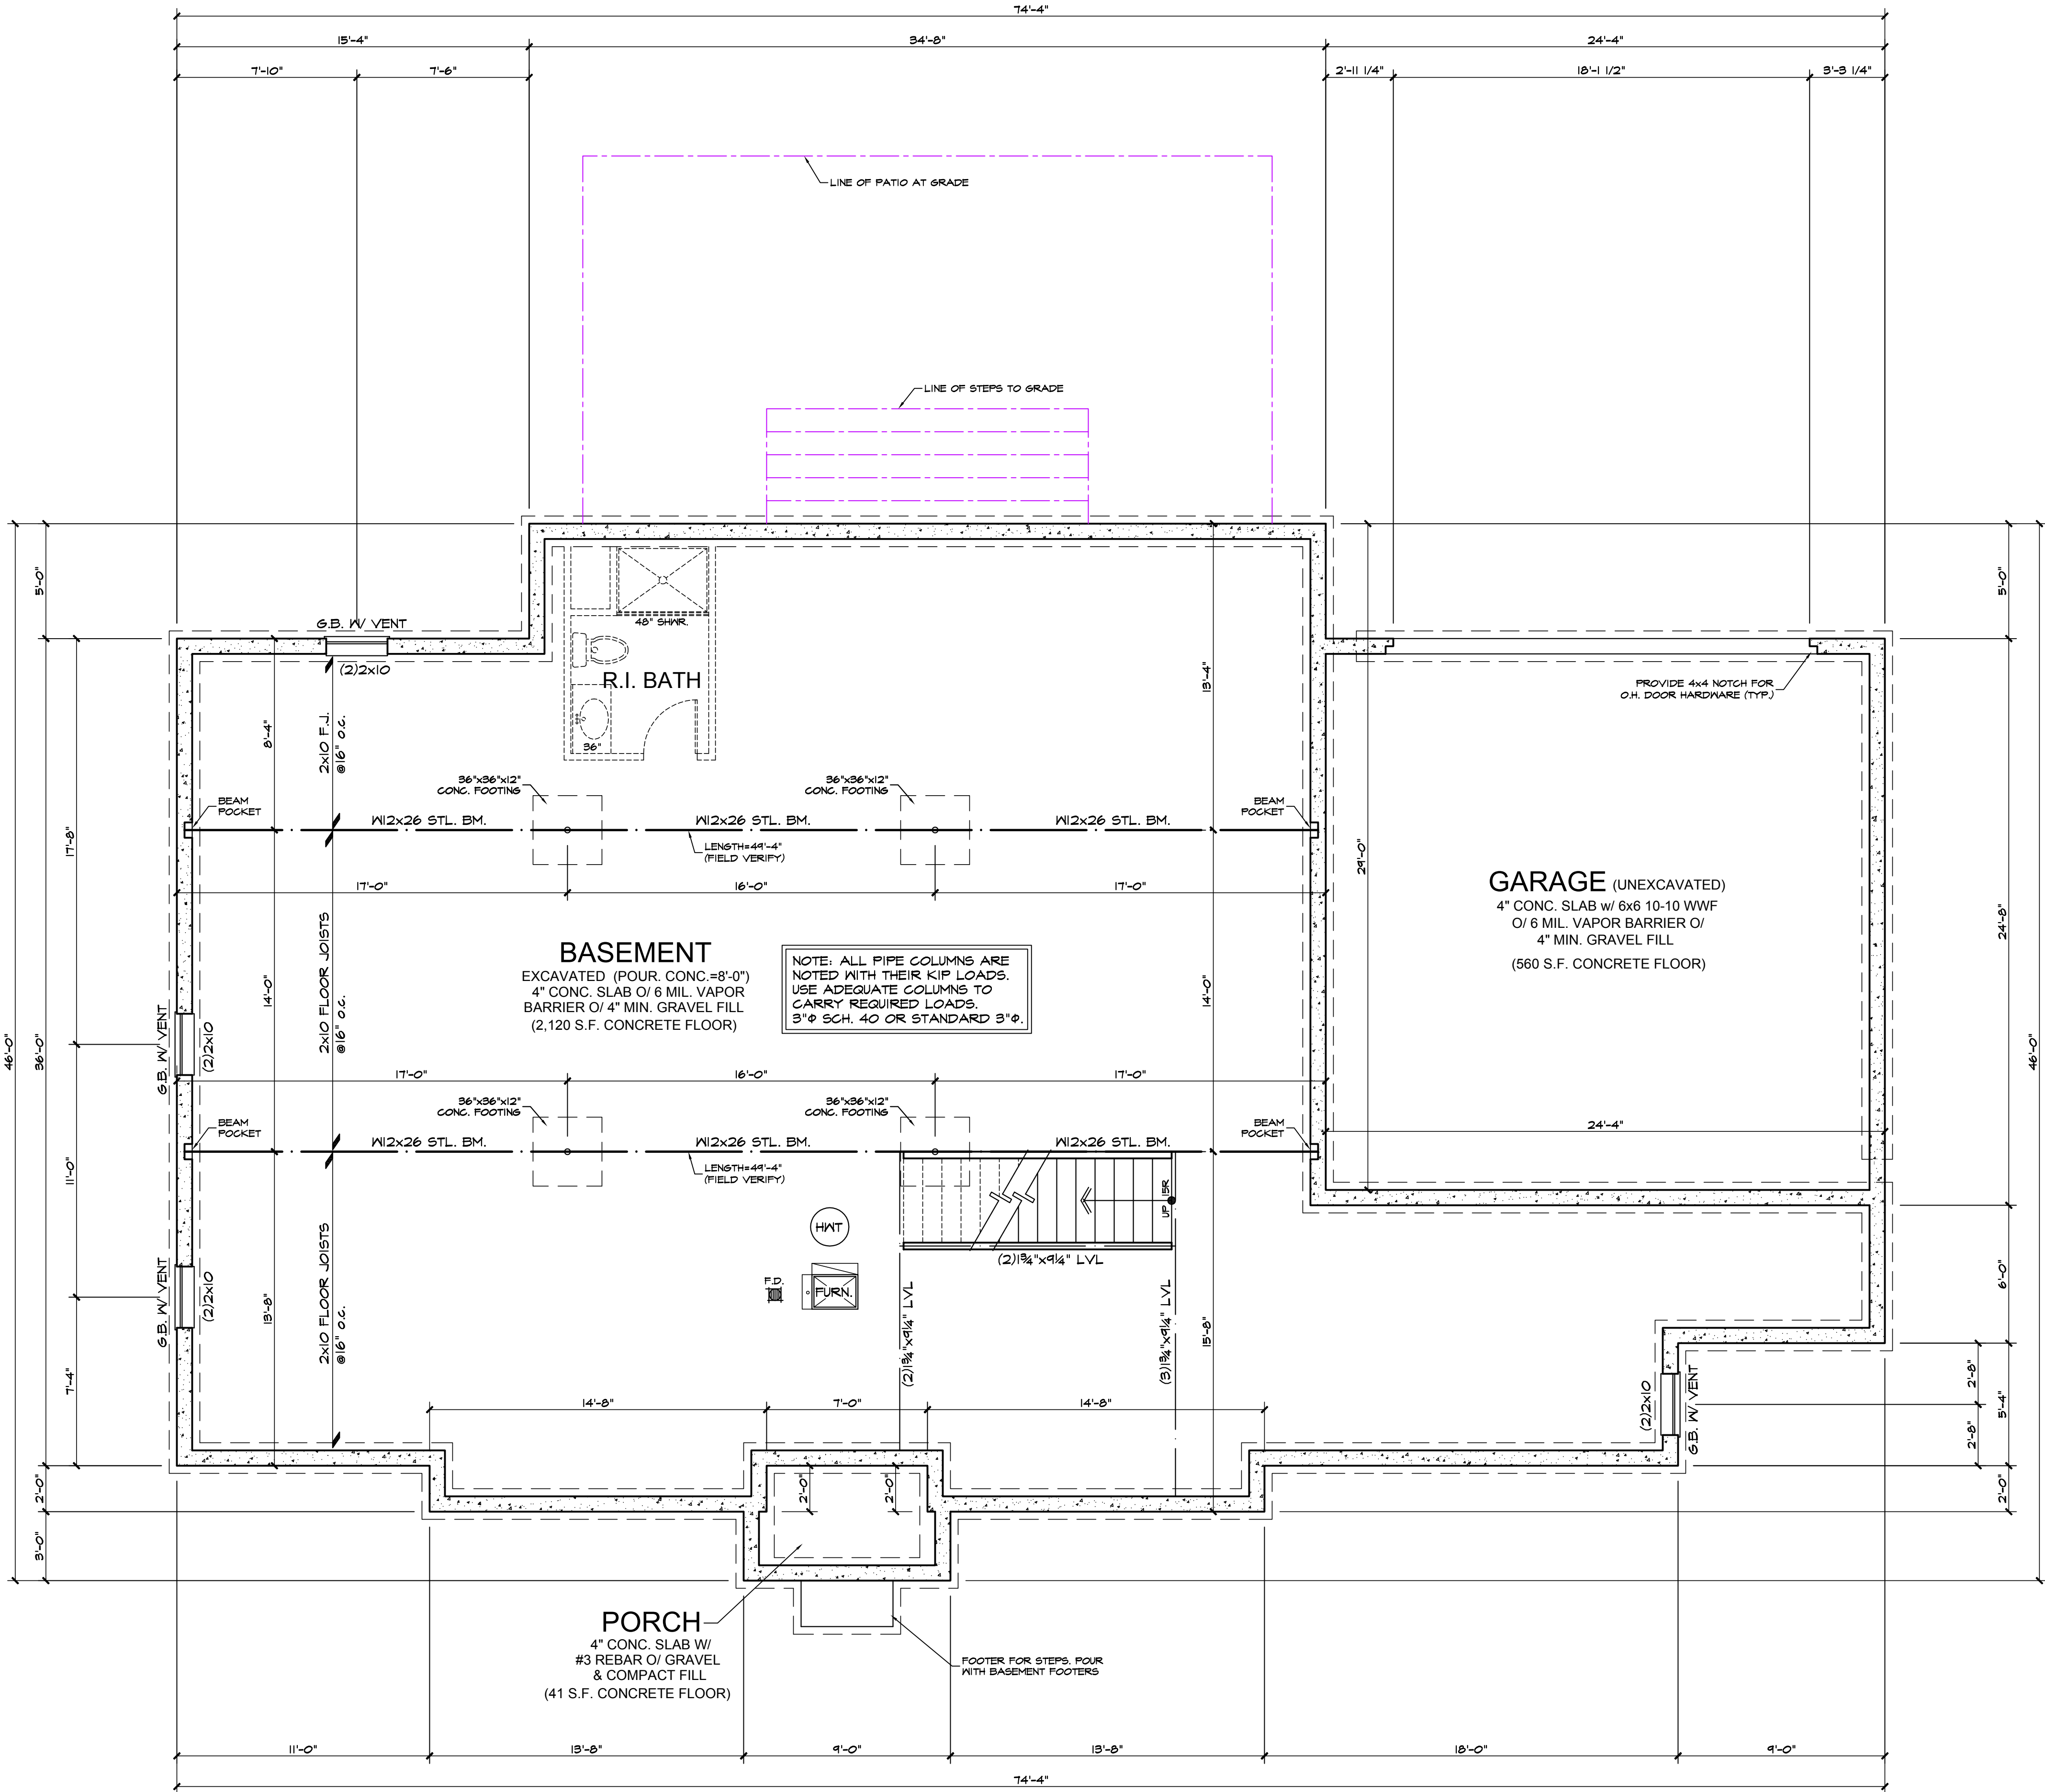 74'-4"
15'-4"
34'-8"
24'-4"
7'-10"
7'-6"
2'-11 1/4"
18'-1 1/2"
3'-3 1/4"
LINE OF PATIO AT GRADE
LINE OF STEPS TO GRADE
5'-0"
5'-0"
46'-0"
36'-0"
17'-8"
11'-0"
7'-4"
2'-0"
3'-0"
G.B. W/ VENT
(2)2x10
48" SHWR.
R.I. BATH
36"
13'-4"
PROVIDE 4x4 NOTCH FOR
O.H. DOOR HARDWARE (TYP.)
8'-4"
2x10 F.J.
@16" o.c.
BEAM
POCKET
36"x36"x12"
CONC. FOOTING
36"x36"x12"
CONC. FOOTING
BEAM
POCKET
W12x26 STL. BM.
W12x26 STL. BM.
W12x26 STL. BM.
LENGTH=49'-4"
(FIELD VERIFY)
17'-0"
16'-0"
17'-0"
29'-0"
GARAGE (UNEXCAVATED)
4" CONC. SLAB w/ 6x6 10-10 WWF
O/ 6 MIL. VAPOR BARRIER O/
4" MIN. GRAVEL FILL
(560 S.F. CONCRETE FLOOR)
24'-8"
46'-0"
BASEMENT
EXCAVATED (POUR. CONC.=8'-0")
4" CONC. SLAB O/ 6 MIL. VAPOR
BARRIER O/ 4" MIN. GRAVEL FILL
(2,120 S.F. CONCRETE FLOOR)
NOTE: ALL PIPE COLUMNS ARE
NOTED WITH THEIR KIP LOADS.
USE ADEQUATE COLUMNS TO
CARRY REQUIRED LOADS.
3"Φ SCH. 40 OR STANDARD 3"Φ.
14'-0"
2x10 FLOOR JOISTS
@16" o.c.
14'-0"
G.B. W/ VENT
(2)2x10
17'-0"
16'-0"
17'-0"
36"x36"x12"
CONC. FOOTING
36"x36"x12"
CONC. FOOTING
BEAM
POCKET
BEAM
POCKET
24'-4"
W12x26 STL. BM.
W12x26 STL. BM.
W12x26 STL. BM.
LENGTH=49'-4"
(FIELD VERIFY)
UP 15R
HWT
(2)1¾"x9¼" LVL
F.D.
FURN.
G.B. W/ VENT
(2)2x10
13'-8"
2x10 FLOOR JOISTS
@16" o.c.
(2)1¾"x9¼" LVL
(3)1¾"x9¼" LVL
15'-8"
6'-0"
2'-8"
5'-4"
2'-8"
2'-0"
(2)2x10
G.B. W/ VENT
14'-8"
7'-0"
14'-8"
2'-0"
2'-0"
PORCH
4" CONC. SLAB W/
#3 REBAR O/ GRAVEL
& COMPACT FILL
(41 S.F. CONCRETE FLOOR)
FOOTER FOR STEPS. POUR
WITH BASEMENT FOOTERS
11'-0"
13'-8"
9'-0"
13'-8"
18'-0"
9'-0"
74'-4"